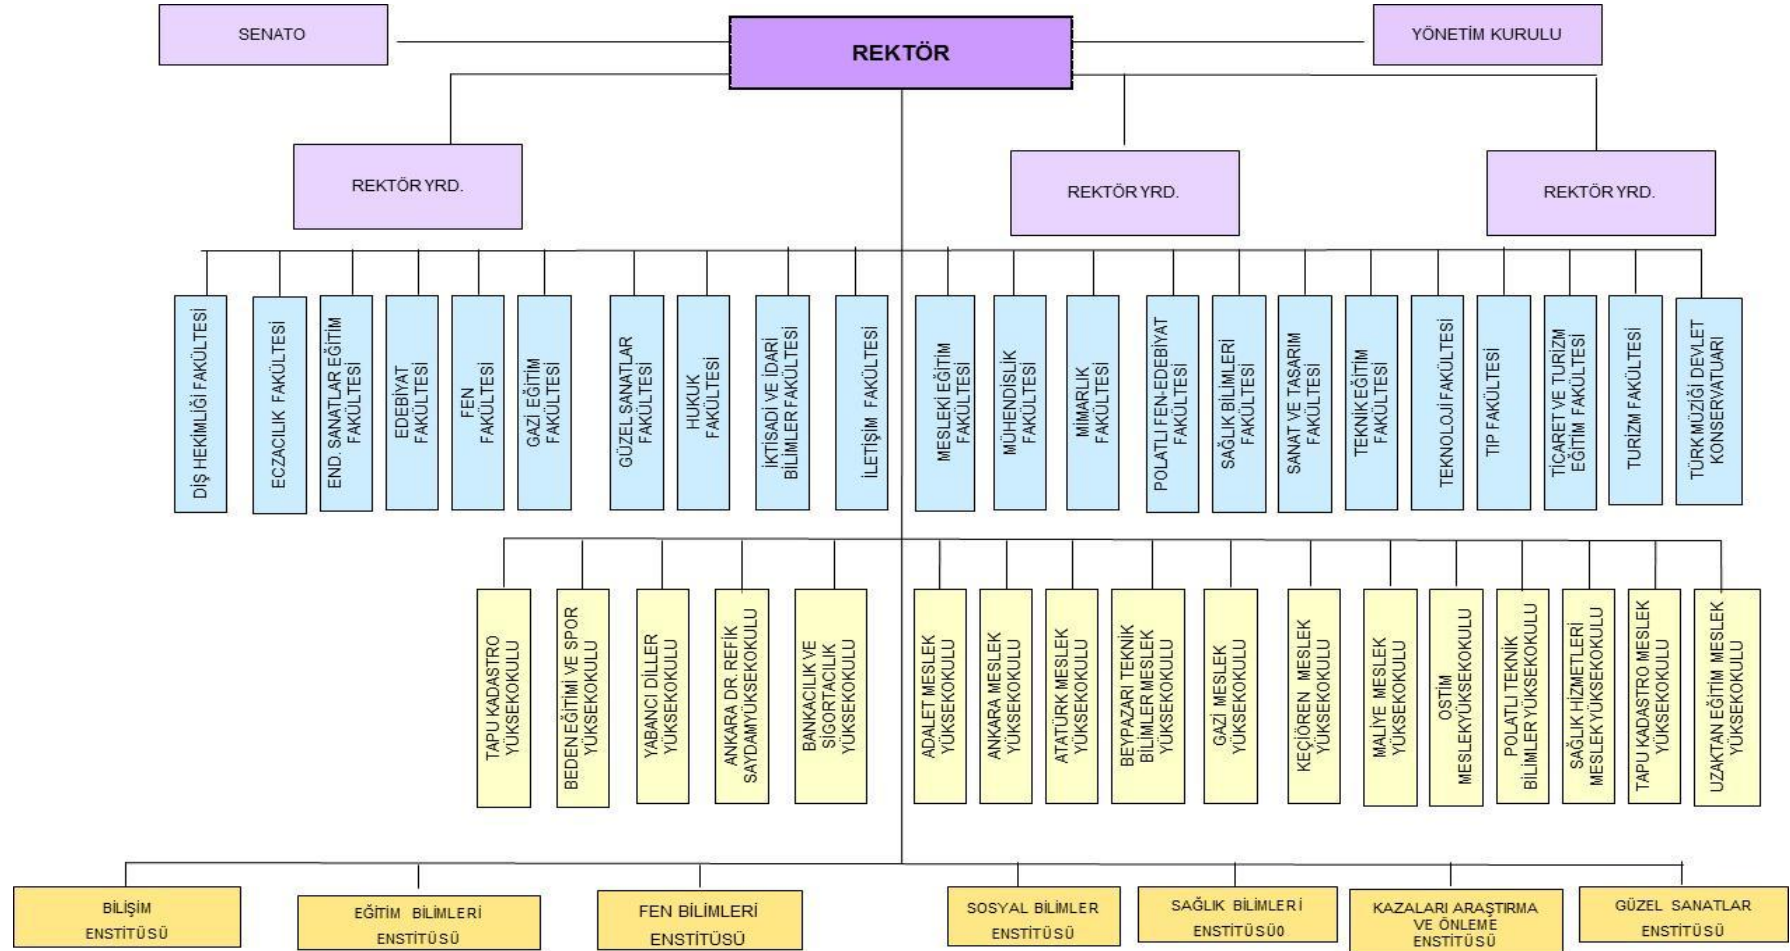 SENATO
REKTÖR
YÖNETİM KURULU
REKTÖR YRD.
REKTÖR YRD.
REKTÖR YRD.
DİŞ HEKİMLİĞİ FAKÜLTESİ
ECZACILIK FAKÜLTESİ
END. SANATLAR EĞİTİM
FAKÜLTESİ
EDEBİYAT
FAKÜLTESİ
FEN
FAKÜLTESİ
GAZİ EĞİTİM
FAKÜLTESİ
GÜZEL SANATLAR
FAKÜLTESİ
HUKUK
FAKÜLTESİ
İKTİSADİ VE İDARİ
BİLİMLER FAKÜLTESİ
İLETİŞİM FAKÜLTESİ
MESLEKİ EĞİTİM
FAKÜLTESİ
MÜHENDİSLİK
FAKÜLTESİ
MİMARLIK
FAKÜLTESİ
POLATLI FEN-EDEBİYAT
FAKÜLTESİ
SAĞLIK BİLİMLERİ
FAKÜLTESİ
SANAT VE TASARIM
FAKÜLTESİ
TEKNİK EĞİTİM
FAKÜLTESİ
TEKNOLOJİ FAKÜLTESİ
TIP FAKÜLTESİ
TİCARET VE TURİZM
EĞİTİM FAKÜLTESİ
TURİZM FAKÜLTESİ
TÜRK MÜZİĞİ DEVLET
KONSERVATUARI
TAPU KADASTRO
YÜKSEKOKULU
BEDEN EĞİTİMİ VE SPOR
YÜKSEKOKULU
YABANCI DİLLER
YÜKSEKOKULU
ANKARA DR. REFİK
SAYDAMYÜKSEKOKULU
BANKACILIK VE
SİGORTACILIK
YÜKSEKOKULU
ADALET MESLEK
YÜKSEKOKULU
ANKARA MESLEK
YÜKSEKOKULU
ATATÜRK MESLEK
YÜKSEKOKULU
BEYPAZARI TEKNİK
BİLİMLER MESLEK
YÜKSEKOKULU
GAZİ MESLEK
YÜKSEKOKULU
KEÇİÖREN MESLEK
YÜKSEKOKULU
MALİYE MESLEK
YÜKSEKOKULU
OSTİM
MESLEKYÜKSEKOKULU
POLATLI TEKNİK
BİLİMLER YÜKSEKOKULU
SAĞLIK HİZMETLERİ
MESLEK YÜKSEKOKULU
TAPU KADASTRO MESLEK
YÜKSEKOKULU
UZAKTAN EĞİTİM MESLEK
YÜKSEKOKULU
BİLİŞİM
ENSTİTÜSÜ
EĞİTİM BİLİMLERİ
ENSTİTÜSÜ
FEN BİLİMLERİ
ENSTİTÜSÜ
SOSYAL BİLİMLER
ENSTİTÜSÜ
SAĞLIK BİLİMLERİ
ENSTİTÜSÜ0
KAZALARI ARAŞTIRMA
VE ÖNLEME
ENSTİTÜSÜ
GÜZEL SANATLAR
ENSTİTÜSÜ